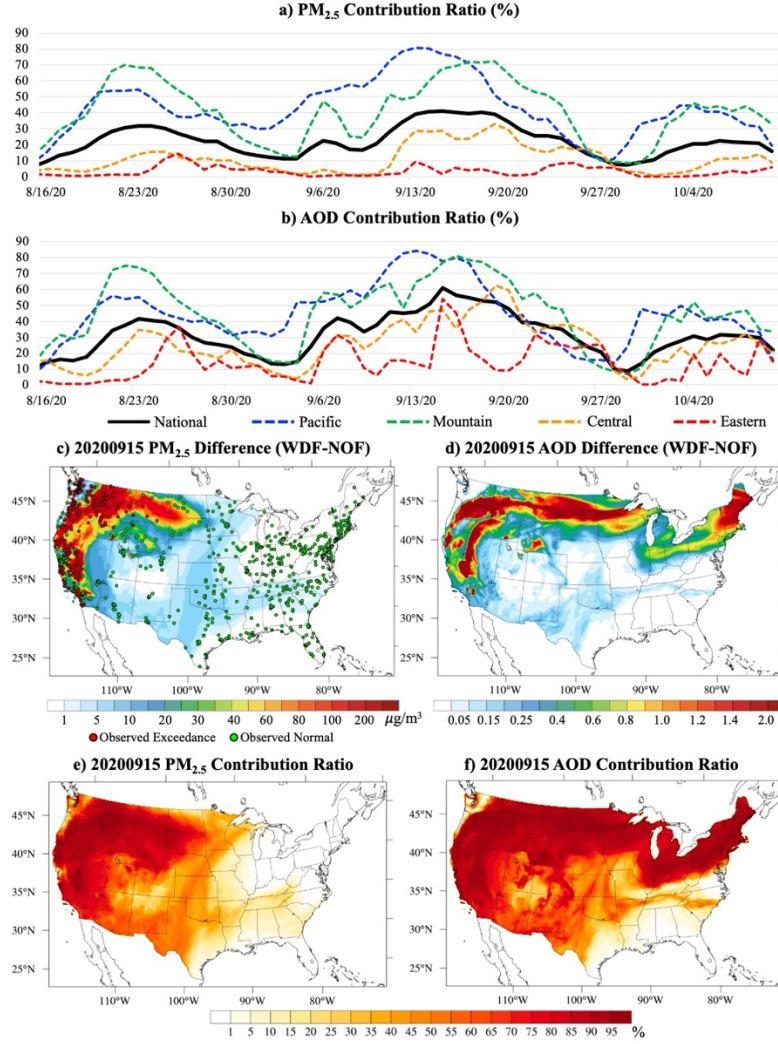 a) PM2.5 Contribution Ratio (%)
90
80
70
60
50
40
30
20
10
0
8/16/20 8/23/20 8/30/20 9/6/20 9/13/20 9/20/20 9/27/20 10/4/20
b) AOD Contribution Ratio (%)
90
80
70
60
50
40
30
20
10
0
8/16/20 8/23/20 8/30/20 9/6/20 9/13/20 9/20/20 9/27/20 10/4/20
National Pacific Mountain Central Eastern
c) 20200915 PM2.5 Difference (WDF-NOF) d) 20200915 AOD Difference (WDF-NOF)
45°N 45°N
40°N 40°N
35°N 35°N
30°N 30°N
25°N 25°N
110°W 100°W 90°W 80°W 110°W 100°W 90°W 80°W
1 5 10 20 30 40 60 80 100 200 μg/m³ 0.05 0.15 0.25 0.4 0.6 0.8 1.0 1.2 1.4 2.0
Observed Exceedance Observed Normal
e) 20200915 PM2.5 Contribution Ratio f) 20200915 AOD Contribution Ratio
45°N 45°N
40°N 40°N
35°N 35°N
30°N 30°N
25°N 25°N
110°W 100°W 90°W 80°W 110°W 100°W 90°W 80°W
1 5 10 15 20 25 30 35 40 45 50 55 60 65 70 75 80 85 90 95 %